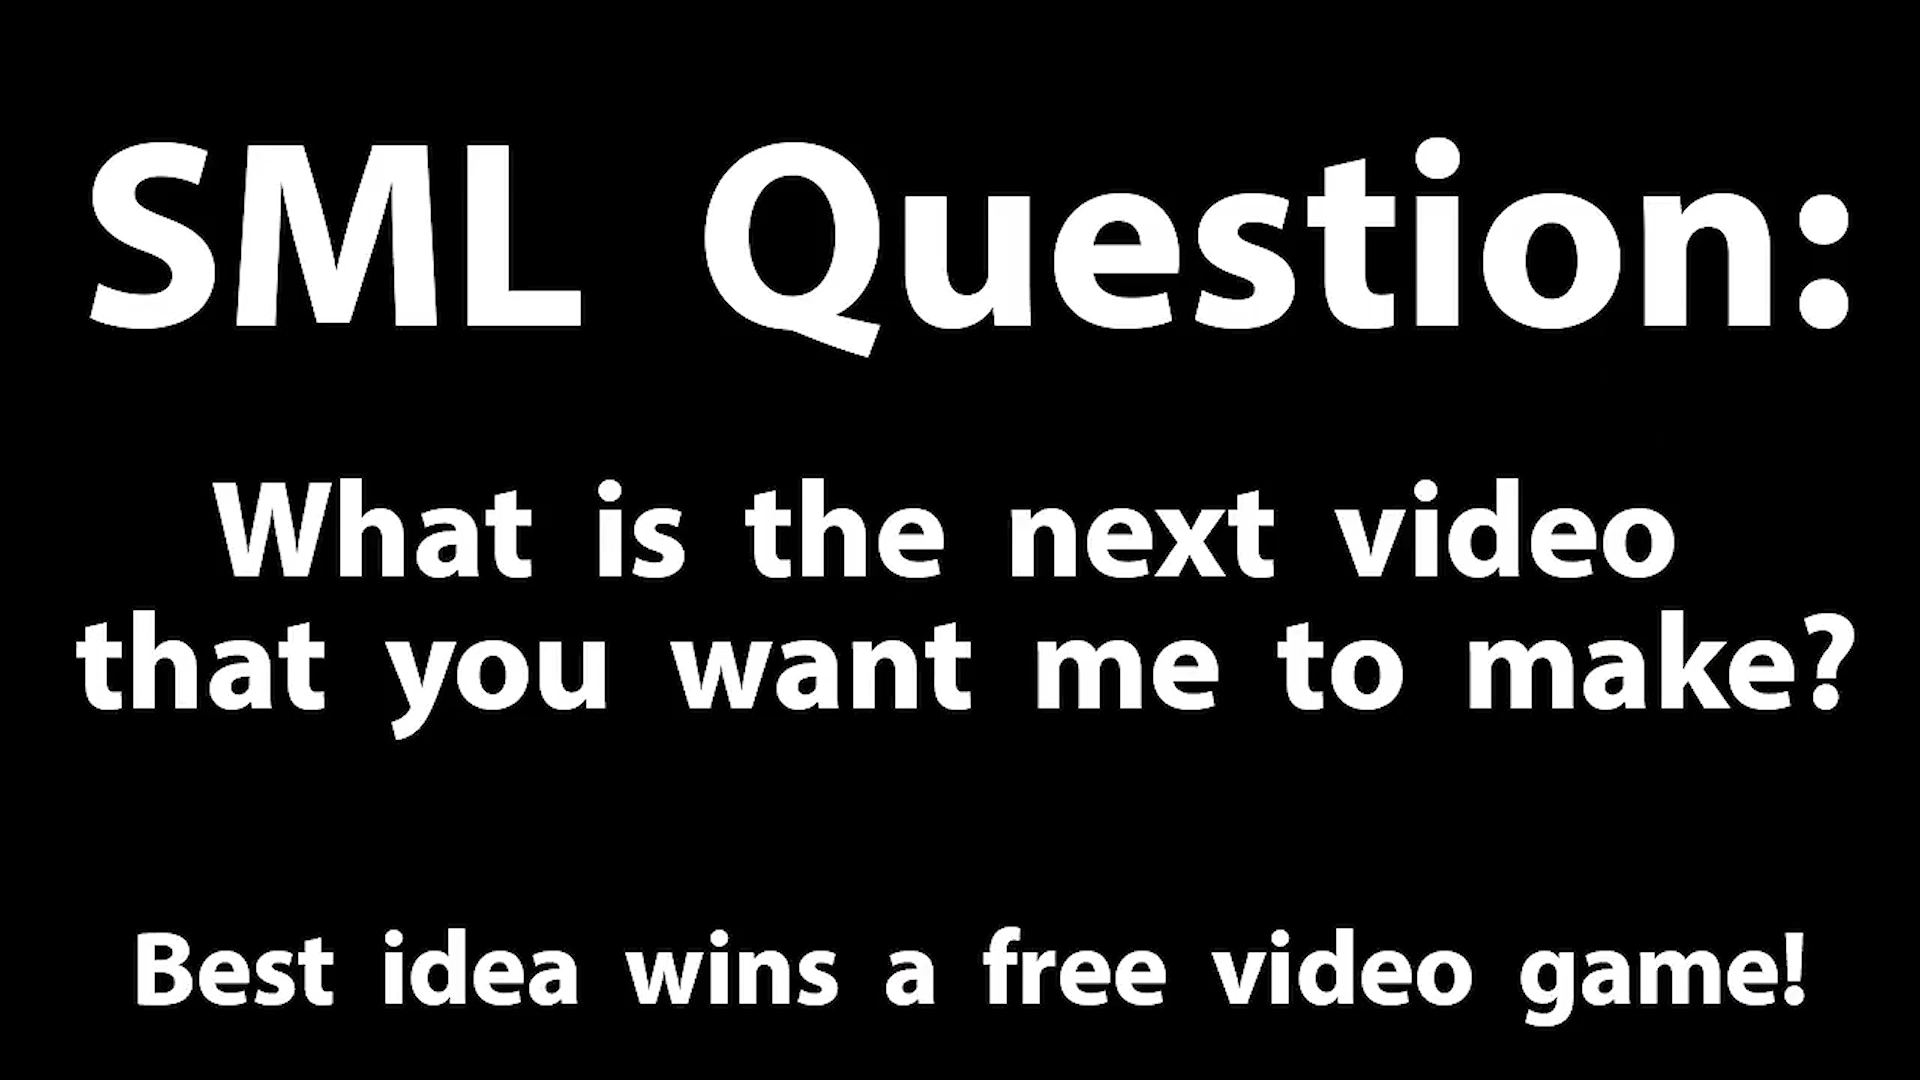 SML Question:
What is the next video
that you want me to make?
Best idea wins a free video game!